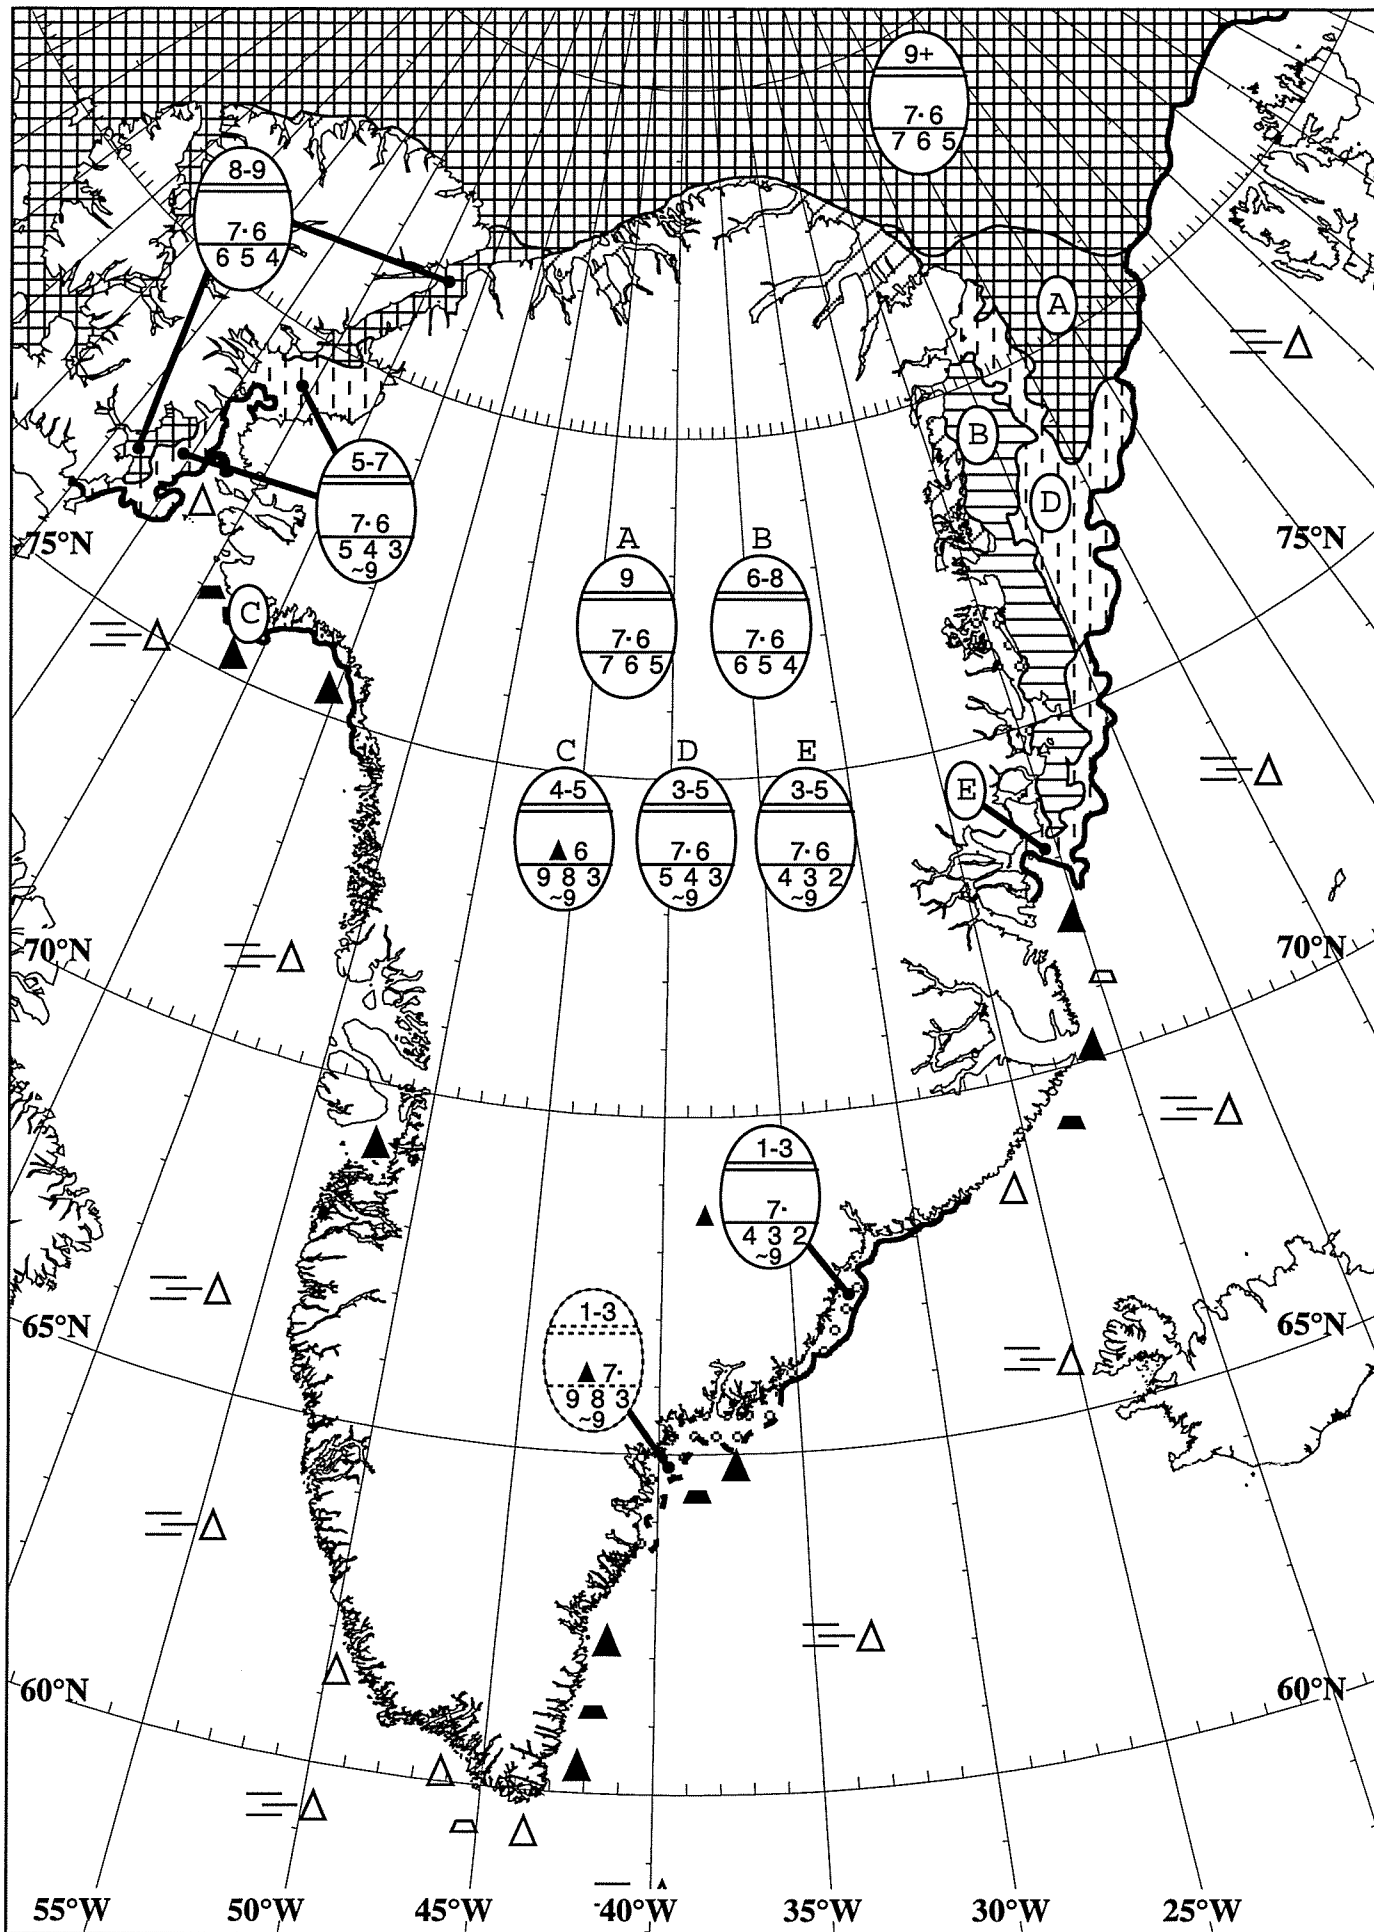 9+
7· 6
7 6 5
8-9
7· 6
6 5 4
A
B
5-7
7· 6
5 4 3
~9
D
75°N
75°N
A
B
9
6-8
7· 6
7· 6
7 6 5
6 5 4
C
C
D
E
4-5
3-5
3-5
E
▲ 6
7· 6
7· 6
9 8 3
5 4 3
4 3 2
~9
~9
~9
70°N
70°N
1-3
7·
4 3 2
~9
1-3
65°N
65°N
▲ 7·
9 8 3
~9
60°N
60°N
55°W
50°W
45°W
40°W
35°W
30°W
25°W